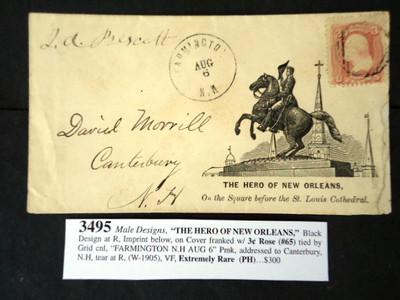 J. A. Prescott
FARMINGTO
AUG
6
N.H
3
3
David Morrill
Canterbury
N. H
THE HERO OF NEW ORLEANS,
On the Square before the St. Louis Cathedral.
3495 Male Designs, "THE HERO OF NEW ORLEANS," Black
Design at R, Imprint below, on Cover franked w/ 3¢ Rose (#65) tied by
Grid cnl, "FARMINGTON N.H AUG 6" Pmk, addressed to Canterbury,
N.H, tear at R, (W-1905), VF, Extremely Rare (PH)...$300